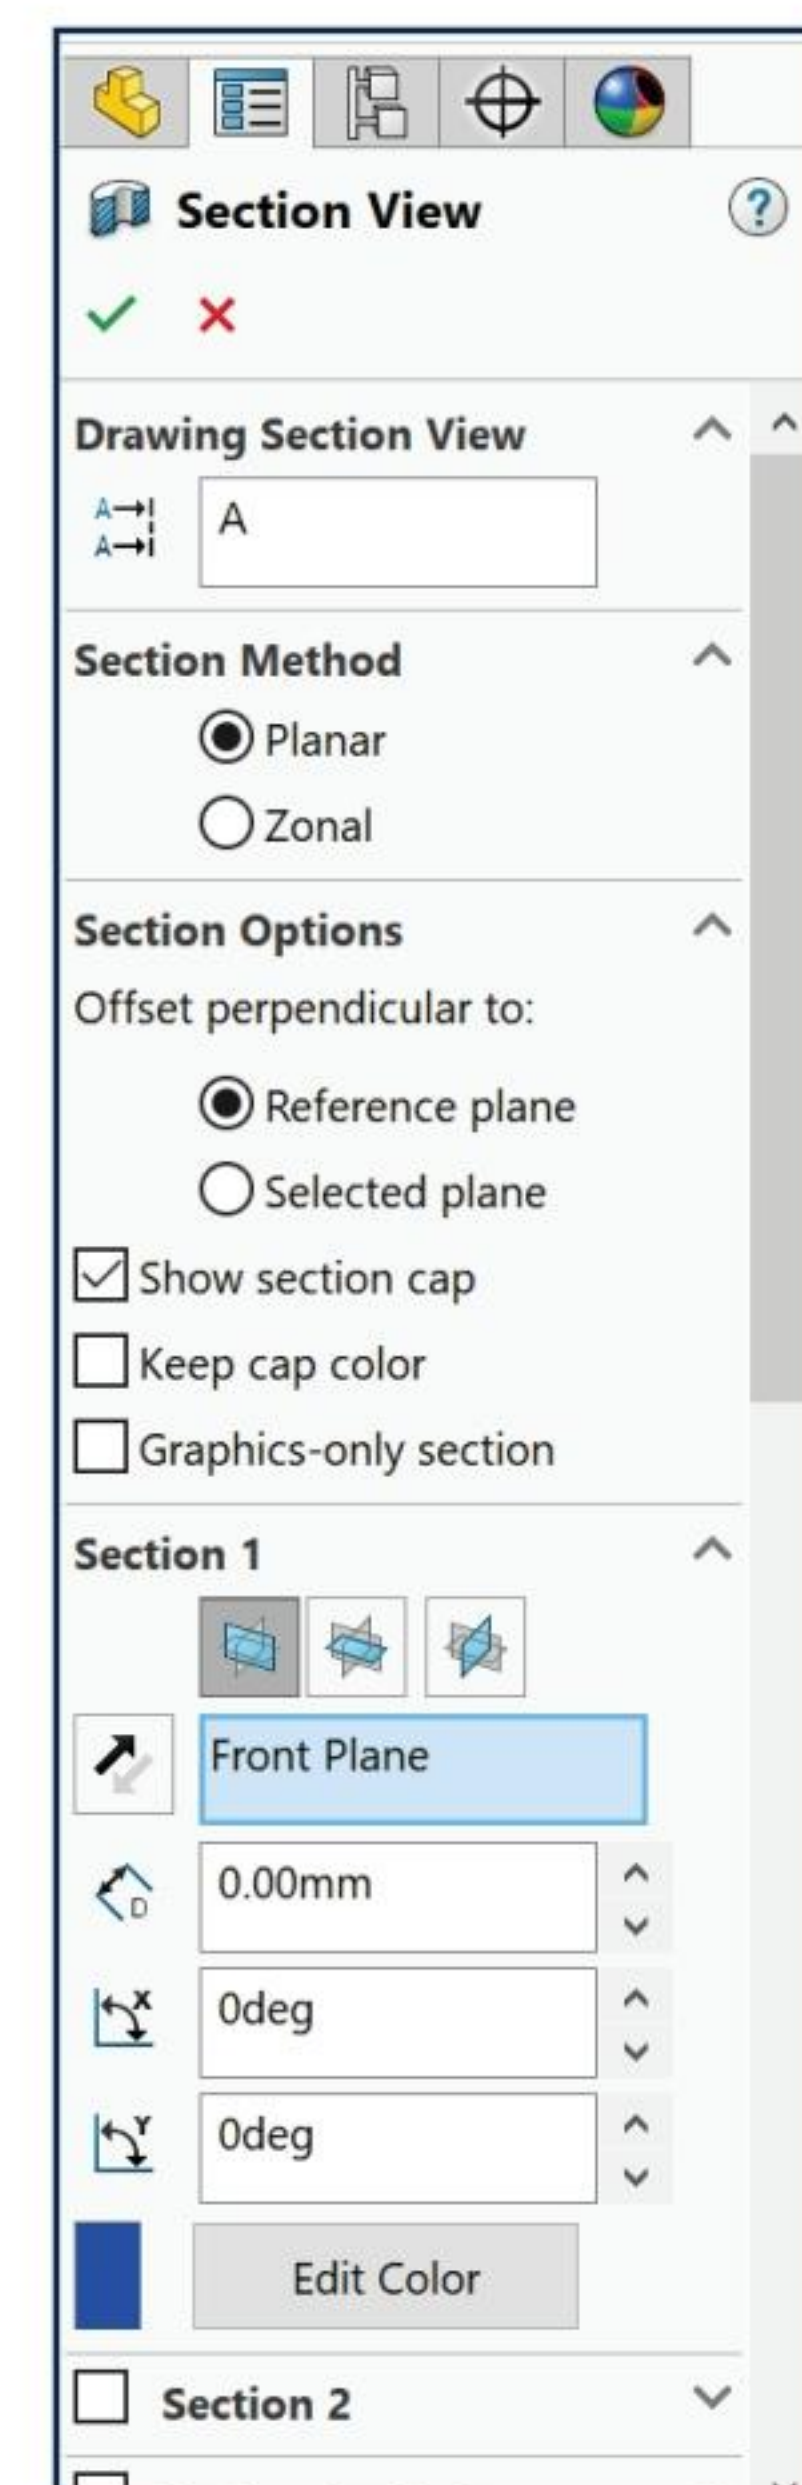 Section View
?
Drawing Section View
A
A
A
Section Method
Planar
Zonal
Section Options
Offset perpendicular to:
Reference plane
Selected plane
Show section cap
Keep cap color
Graphics-only section
Section 1
Front Plane
D
0.00mm
X
0deg
Y
0deg
Edit Color
Section 2